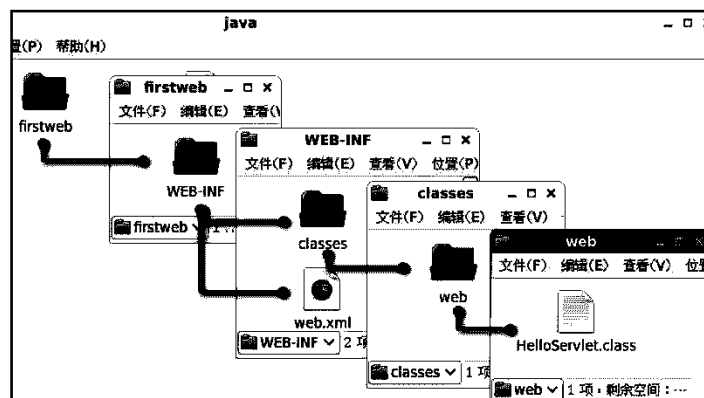 java
置(P) 帮助(H)
firstweb
firstweb
文件(F) 编辑(E) 查看(V
WEB-INF
firstweb
WEB-INF
文件(F) 编辑(E) 查看(V) 位置(P)
classes
web.xml
WEB-INF 2 项
classes
文件(F) 编辑(E) 查看(V)
web
classes 1 项
web
文件(F) 编辑(E) 查看(V) 位置
HelloServlet.class
web 1 项，剩余空间：…